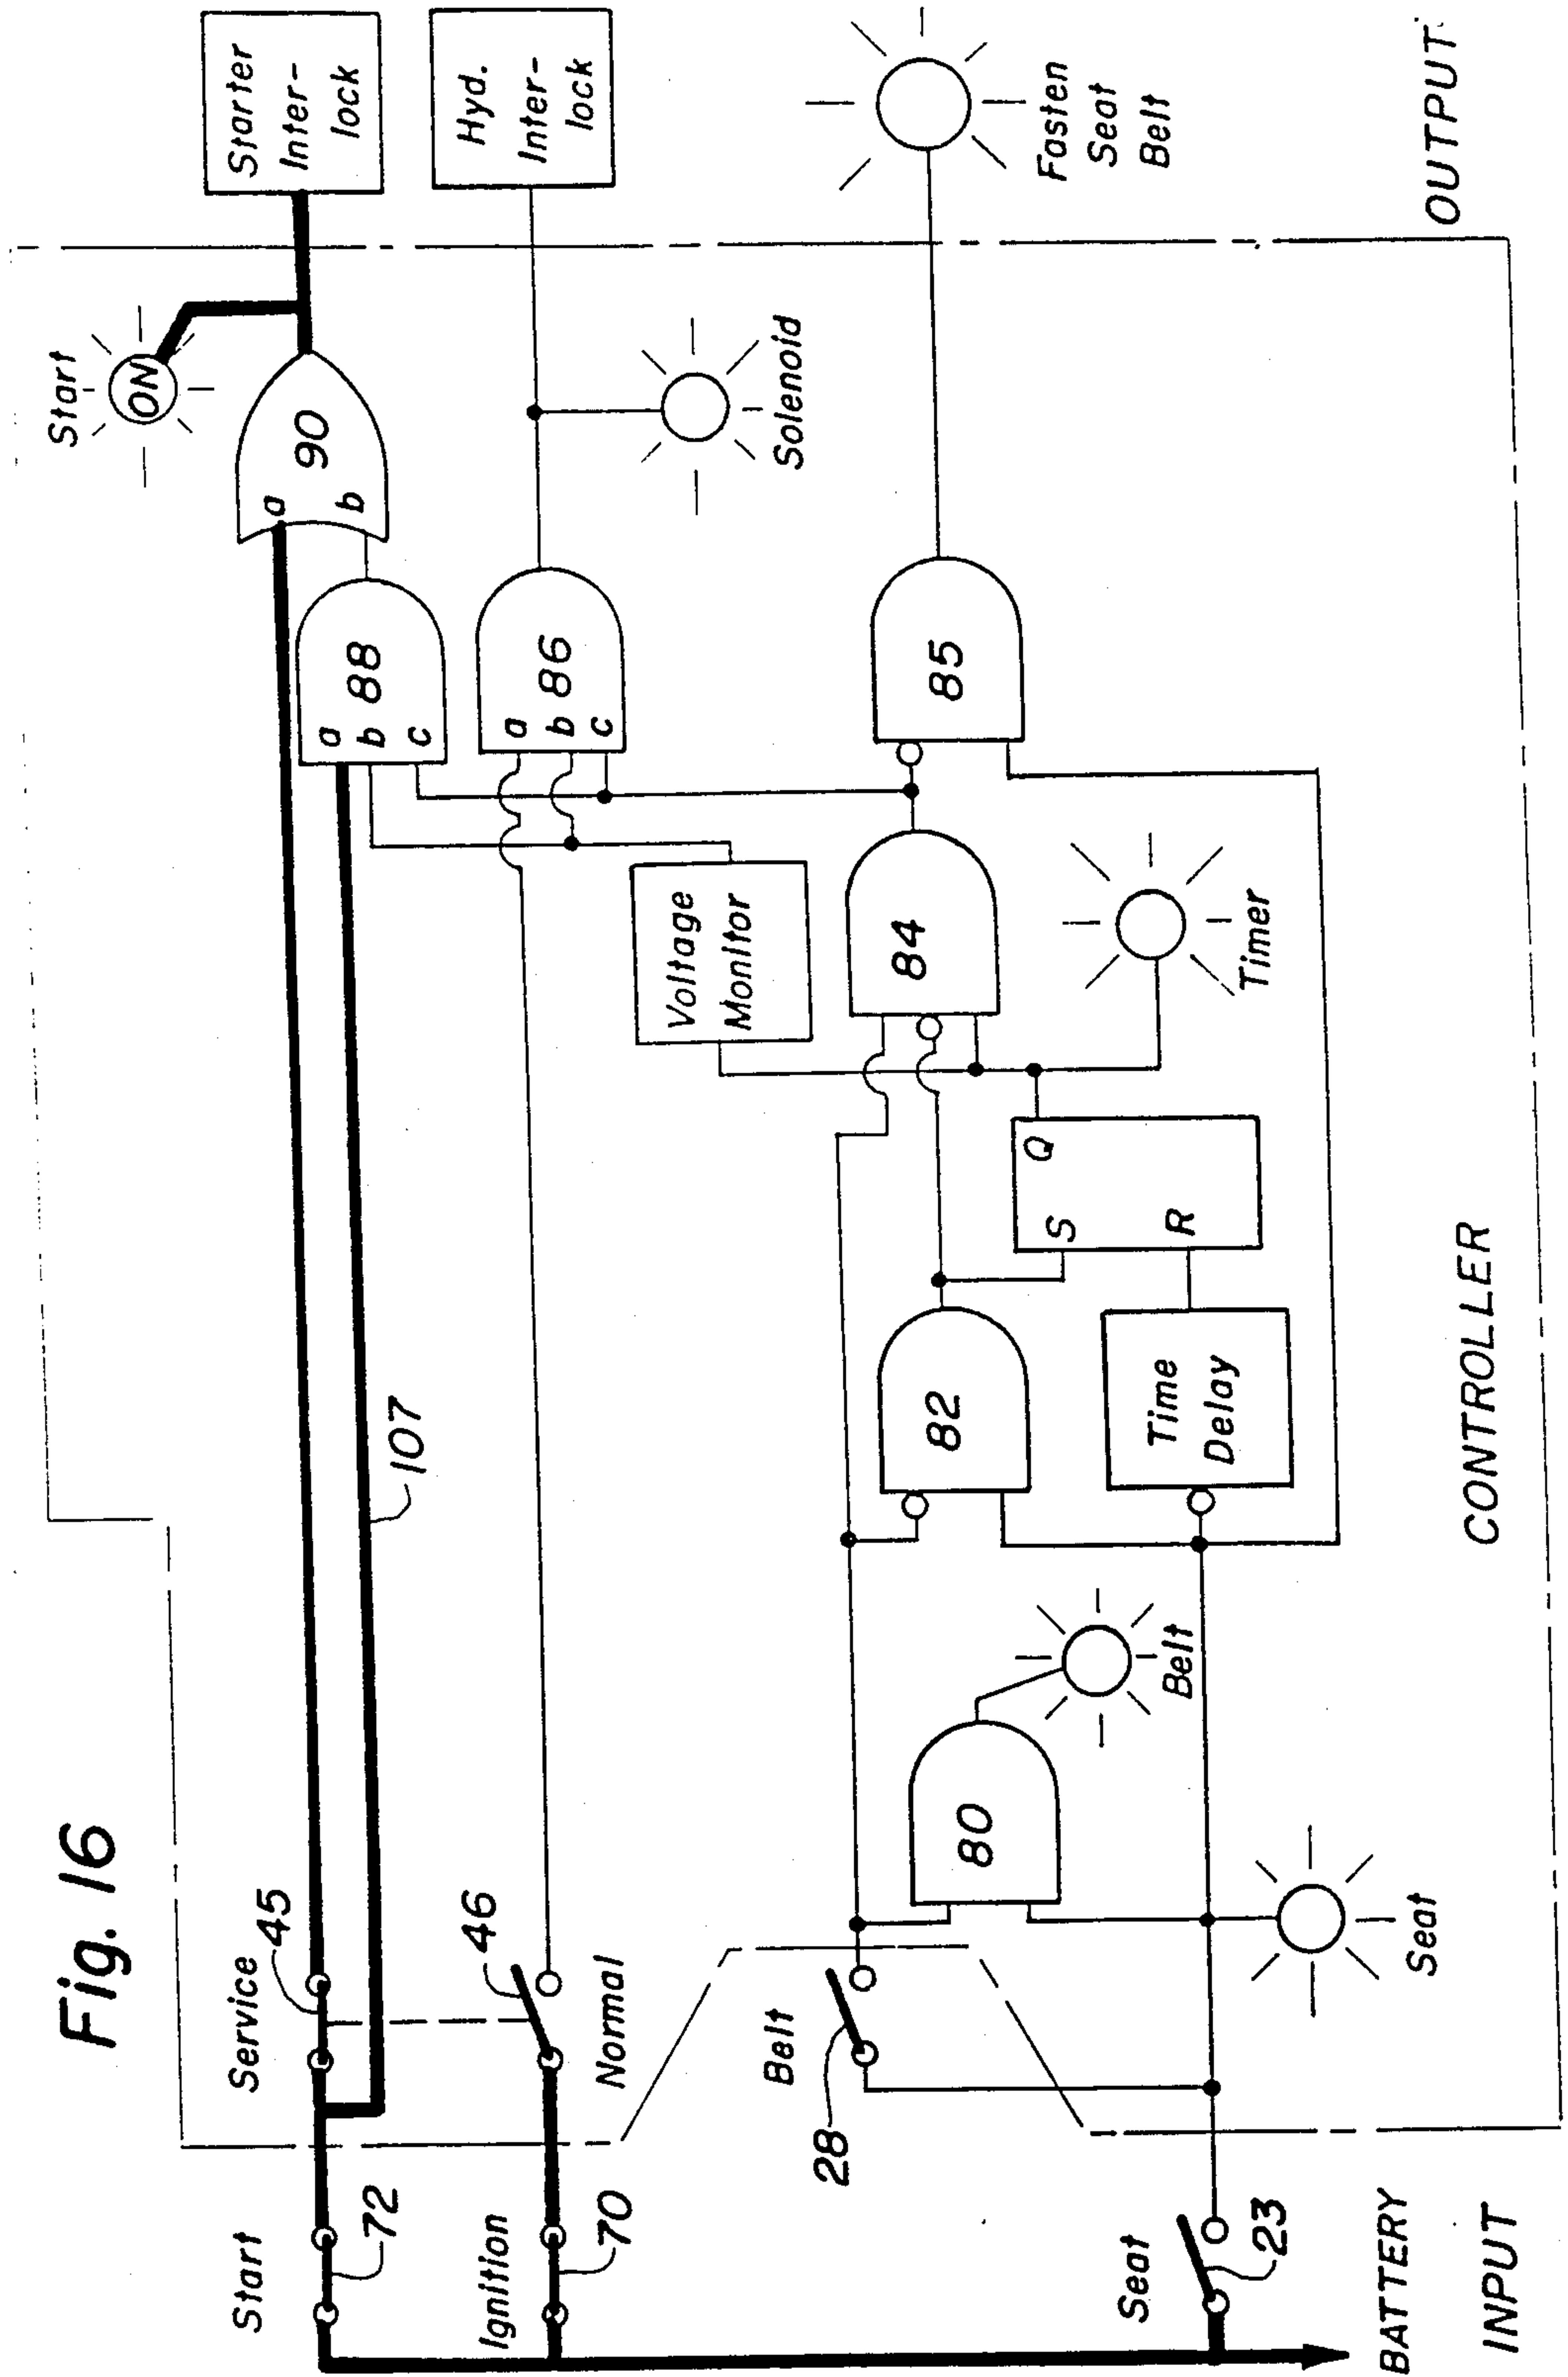 Fig. 16
Start
72
Service
45
107
Start
ON
a
b
90
a
b
c
88
Starter
Inter-
lock
Ignition
70
46
Normal
a
b
c
86
Solenoid
Hyd.
Inter-
lock
Voltage
Monitor
Belt
28
80
Belt
82
84
85
Fasten
Seat
Belt
S
Q
R
Timer
Time
Delay
Seat
23
Seat
BATTERY
INPUT
CONTROLLER
OUTPUT